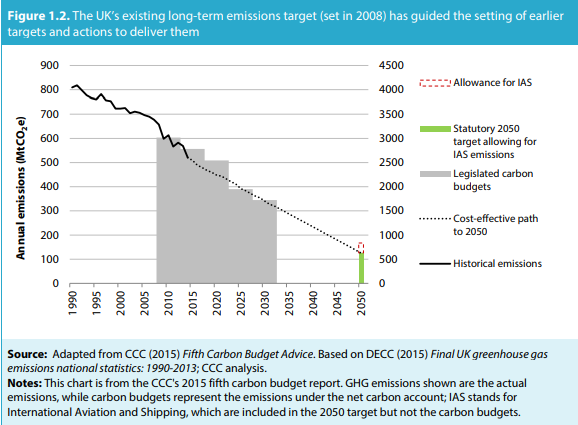 Figure 1.2. The UK's existing long-term emissions target (set in 2008) has guided the setting of earlier
targets and actions to deliver them
Annual emissions (MtCO2e)
900
800
700
600
500
400
300
200
100
0
4500
4000
3500
3000
2500
2000
1500
1000
500
0
1990
1995
2000
2005
2010
2015
2020
2025
2030
2035
2040
2045
2050
Allowance for IAS
Statutory 2050
target allowing for
IAS emissions
Legislated carbon
budgets
Cost-effective path
to 2050
Historical emissions
Source: Adapted from CCC (2015) Fifth Carbon Budget Advice. Based on DECC (2015) Final UK greenhouse gas
emissions national statistics: 1990-2013; CCC analysis.
Notes: This chart is from the CCC's 2015 fifth carbon budget report. GHG emissions shown are the actual
emissions, while carbon budgets represent the emissions under the net carbon account; IAS stands for
International Aviation and Shipping, which are included in the 2050 target but not the carbon budgets.